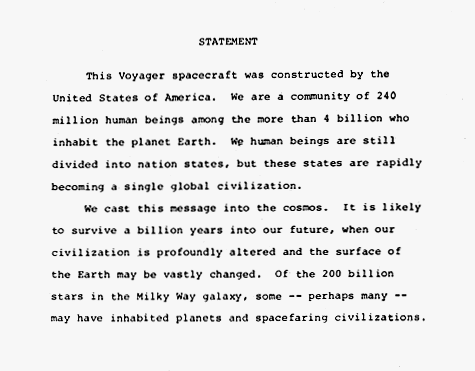 STATEMENT
This Voyager spacecraft was constructed by the
United States of America. We are a community of 240
million human beings among the more than 4 billion who
inhabit the planet Earth. We human beings are still
divided into nation states, but these states are rapidly
becoming a single global civilization.
We cast this message into the cosmos. It is likely
to survive a billion years into our future, when our
civilization is profoundly altered and the surface of
the Earth may be vastly changed. Of the 200 billion
stars in the Milky Way galaxy, some -- perhaps many --
may have inhabited planets and spacefaring civilizations.